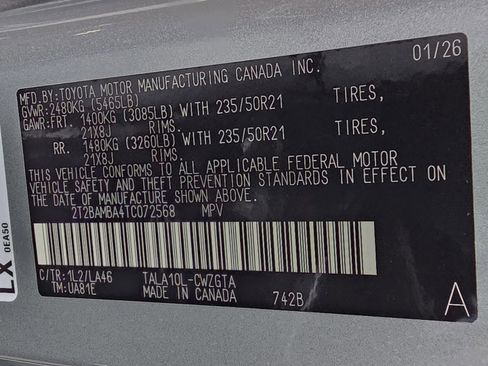 01/26
MFD.BY:TOYOTA MOTOR MANUFACTURING CANADA INC.
GVWR:2480KG (5465LB)
GAWR:FRT. 1400KG (3085LB) WITH 235/50R21 TIRES,
21X8J RIMS.
RR. 1480KG (3260LB) WITH 235/50R21 TIRES,
21X8J RIMS.
THIS VEHICLE CONFORMS TO ALL APPLICABLE FEDERAL MOTOR
VEHICLE SAFETY AND THEFT PREVENTION STANDARDS IN EFFECT ON
THE DATE OF MANUFACTURE SHOWN ABOVE.
2T2BAMBA4TC072568 MPV
C/TR:1L2/LA46 TALA10L-CWZGTA
TM:UA81E MADE IN CANADA 742B A
LX
0EA50